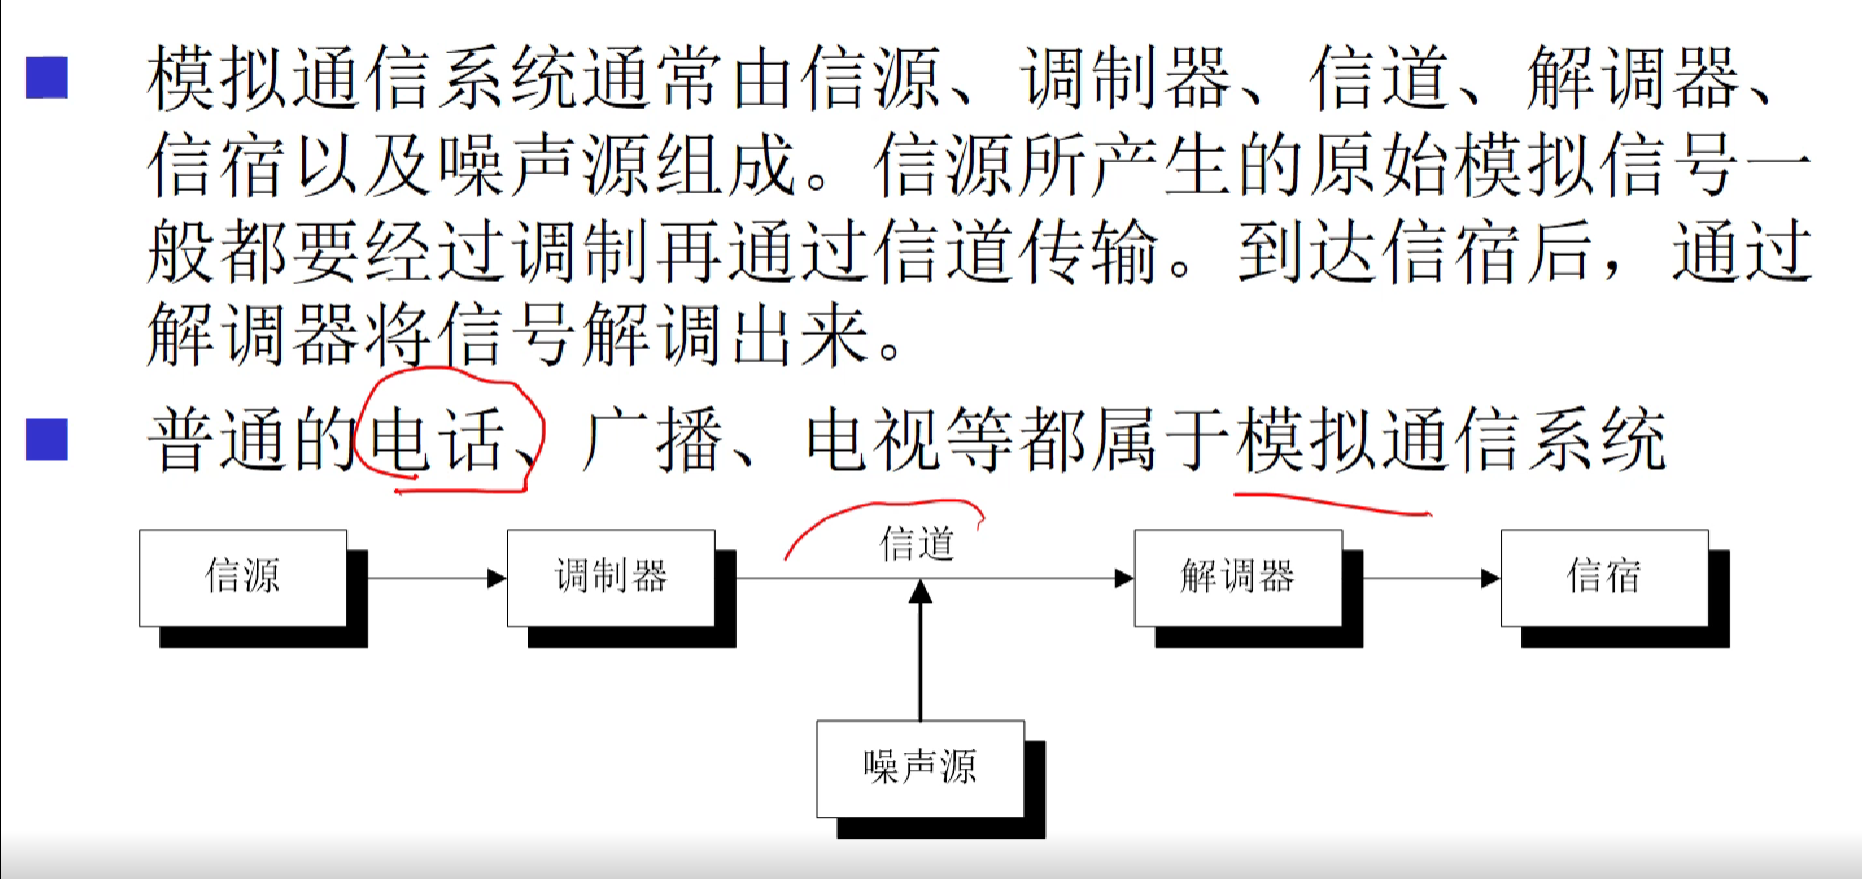 模拟通信系统通常由信源、调制器、信道、解调器、
信宿以及噪声源组成。信源所产生的原始模拟信号一
般都要经过调制再通过信道传输。到达信宿后，通过
解调器将信号解调出来。
普通的电话、广播、电视等都属于模拟通信系统
信源
调制器
信道
解调器
信宿
噪声源